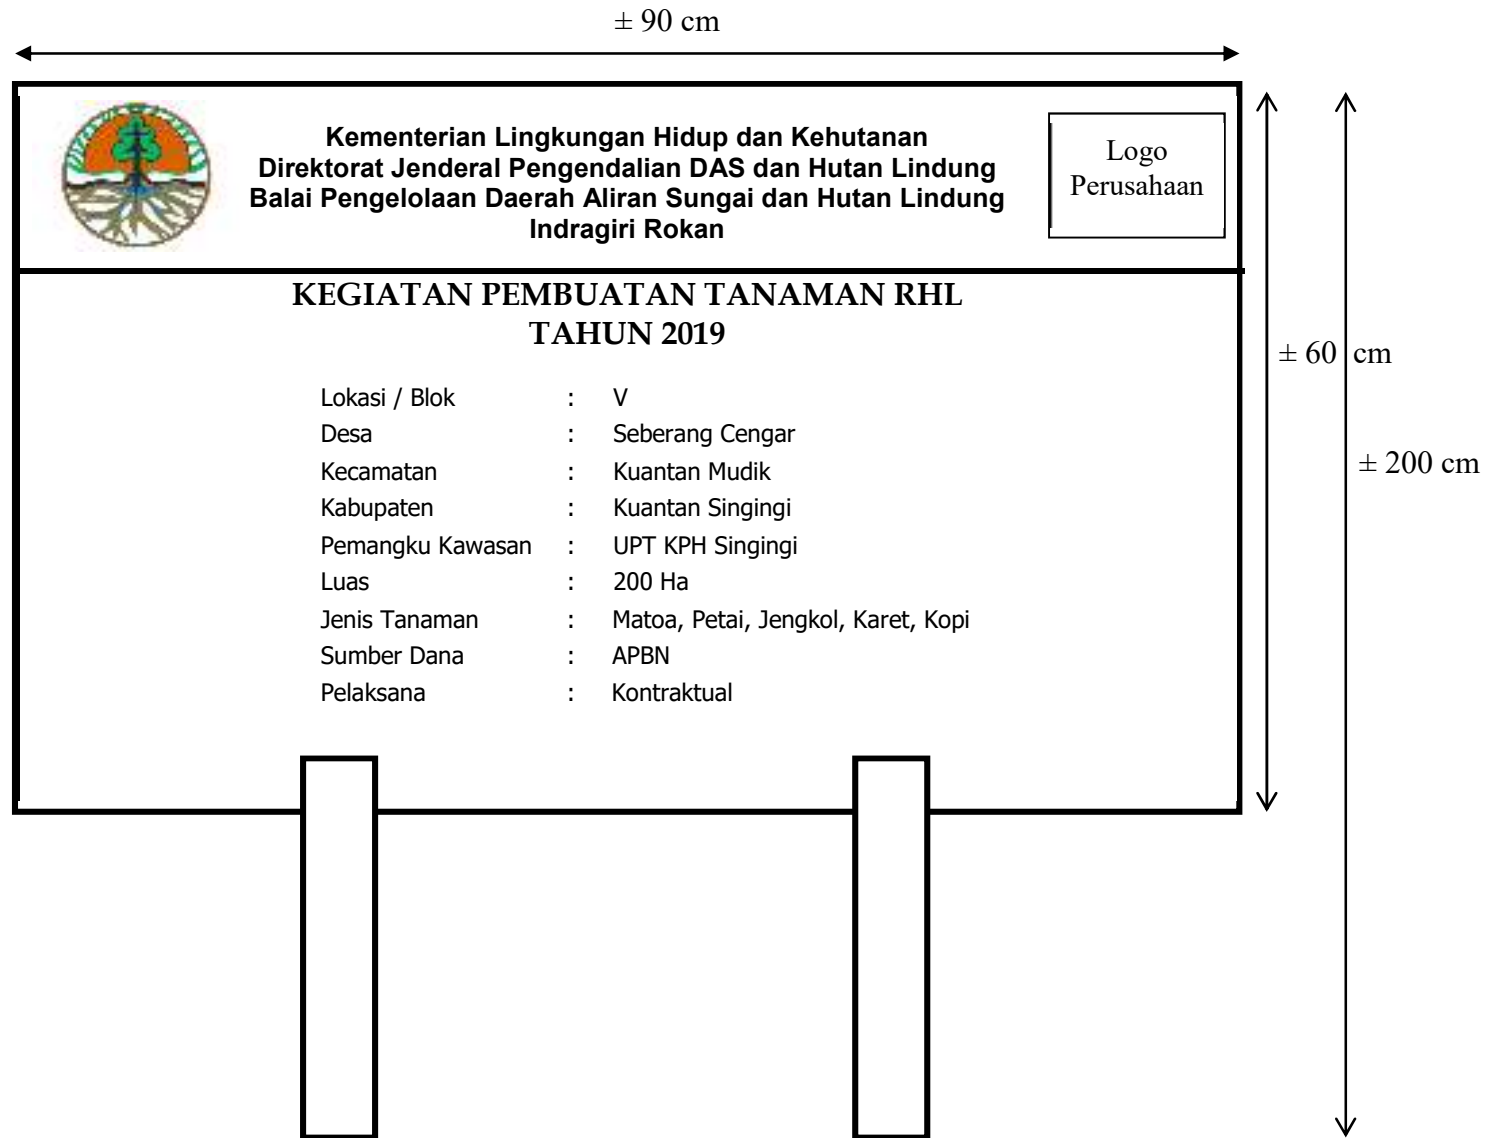 ± 90 cm
Kementerian Lingkungan Hidup dan Kehutanan
Direktorat Jenderal Pengendalian DAS dan Hutan Lindung
Balai Pengelolaan Daerah Aliran Sungai dan Hutan Lindung
Indragiri Rokan
Logo
Perusahaan
KEGIATAN PEMBUATAN TANAMAN RHL
TAHUN 2019
Lokasi / Blok : V
Desa : Seberang Cengar
Kecamatan : Kuantan Mudik
Kabupaten : Kuantan Singingi
Pemangku Kawasan : UPT KPH Singingi
Luas : 200 Ha
Jenis Tanaman : Matoa, Petai, Jengkol, Karet, Kopi
Sumber Dana : APBN
Pelaksana : Kontraktual
± 60 cm
± 200 cm